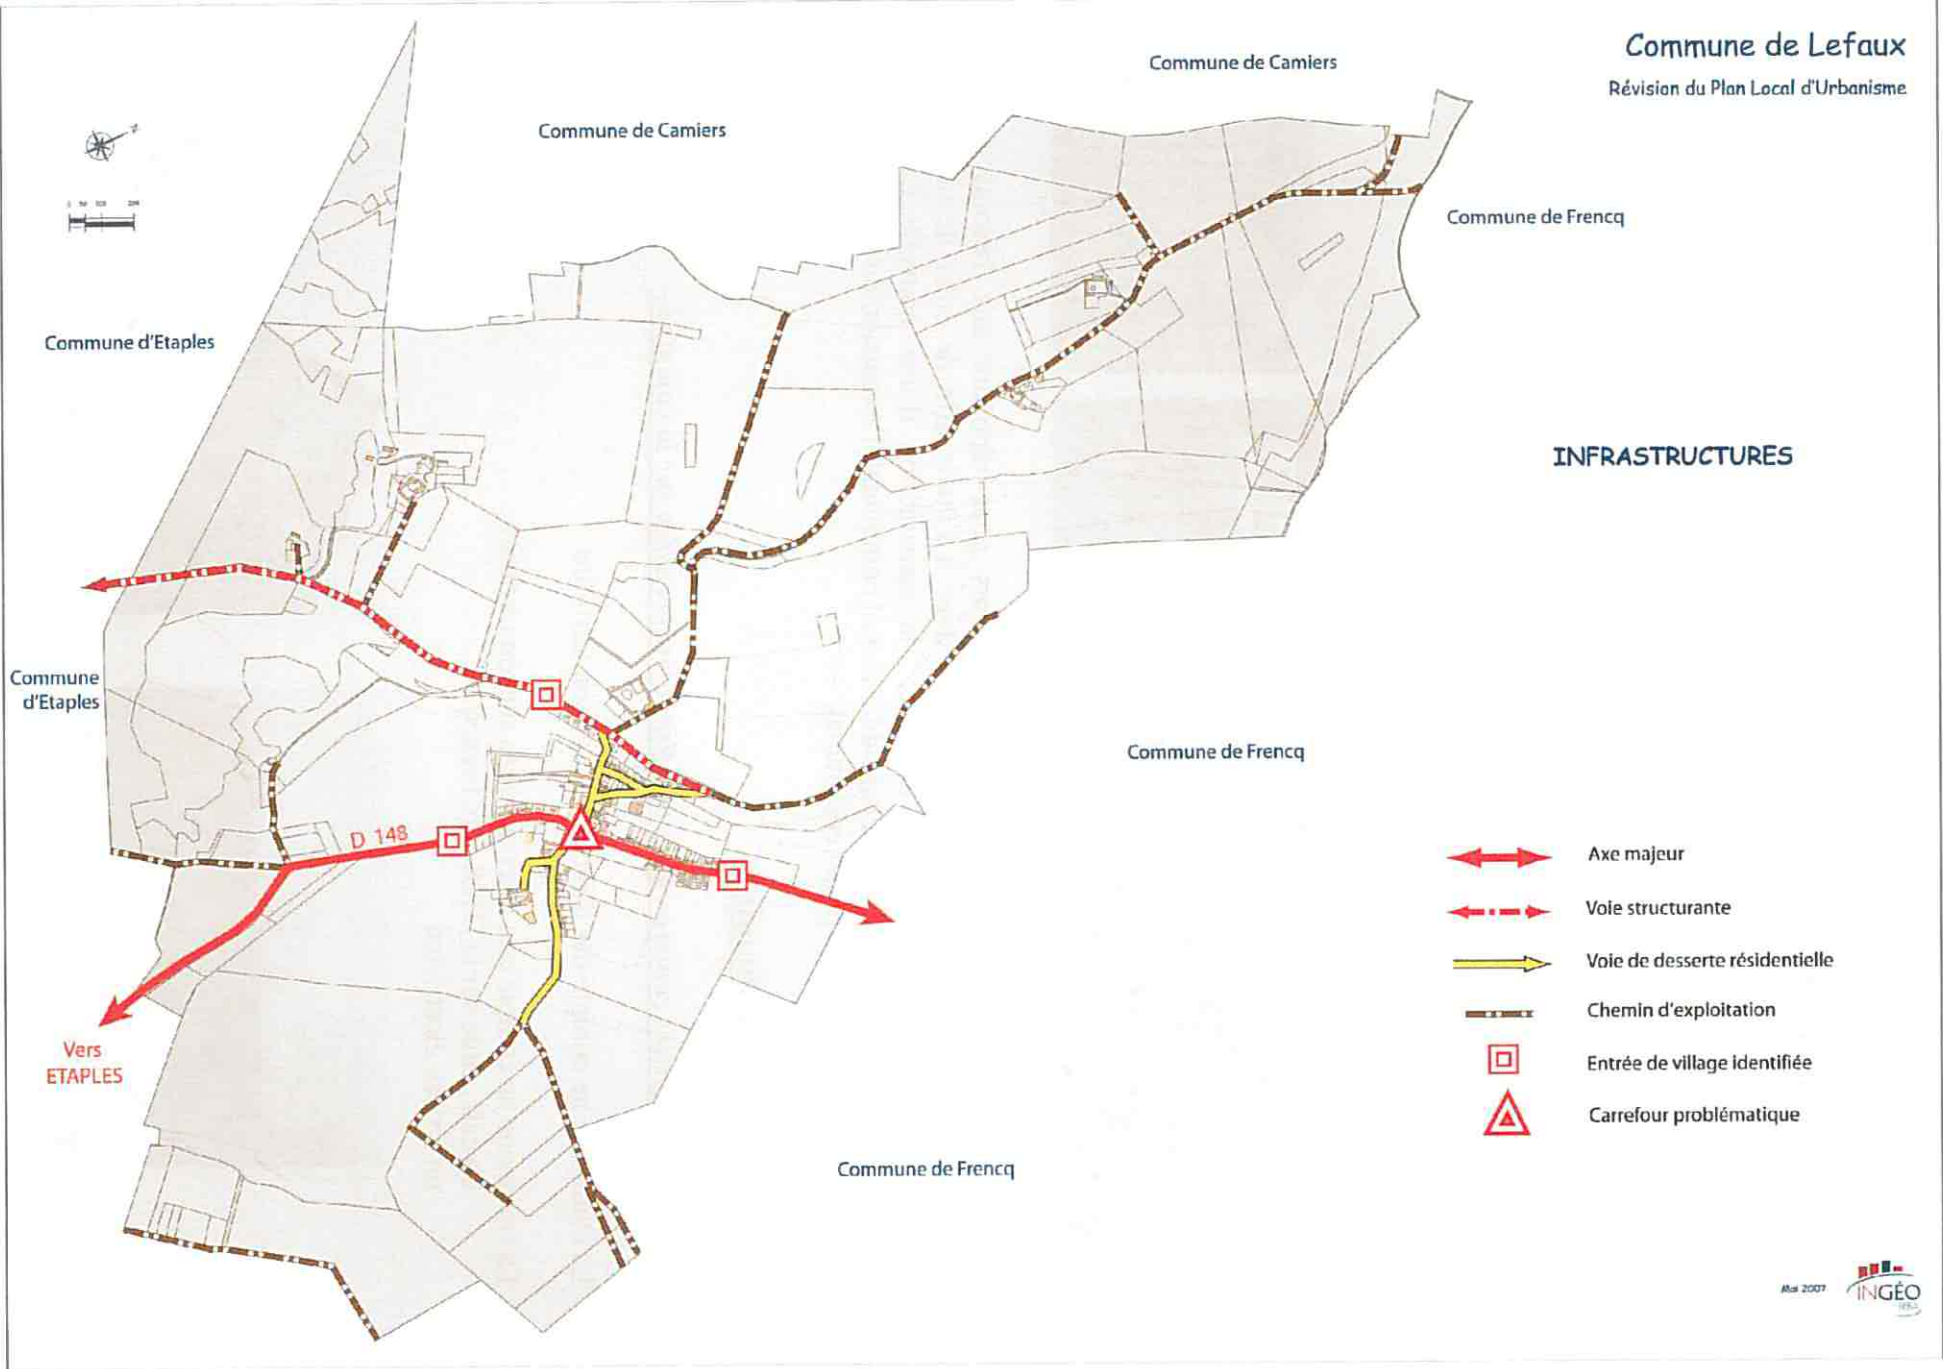 Commune de Lefaux
Révision du Plan Local d'Urbanisme
Commune de Camiers
Commune de Camiers
Commune de Frencq
Commune d'Etaples
INFRASTRUCTURES
Commune
d'Etaples
Commune de Frencq
D 148
Axe majeur
Voie structurante
Voie de desserte résidentielle
Chemin d'exploitation
Entrée de village identifiée
Carrefour problématique
Vers
ETAPLES
Commune de Frencq
Mai 2007
INGÉO